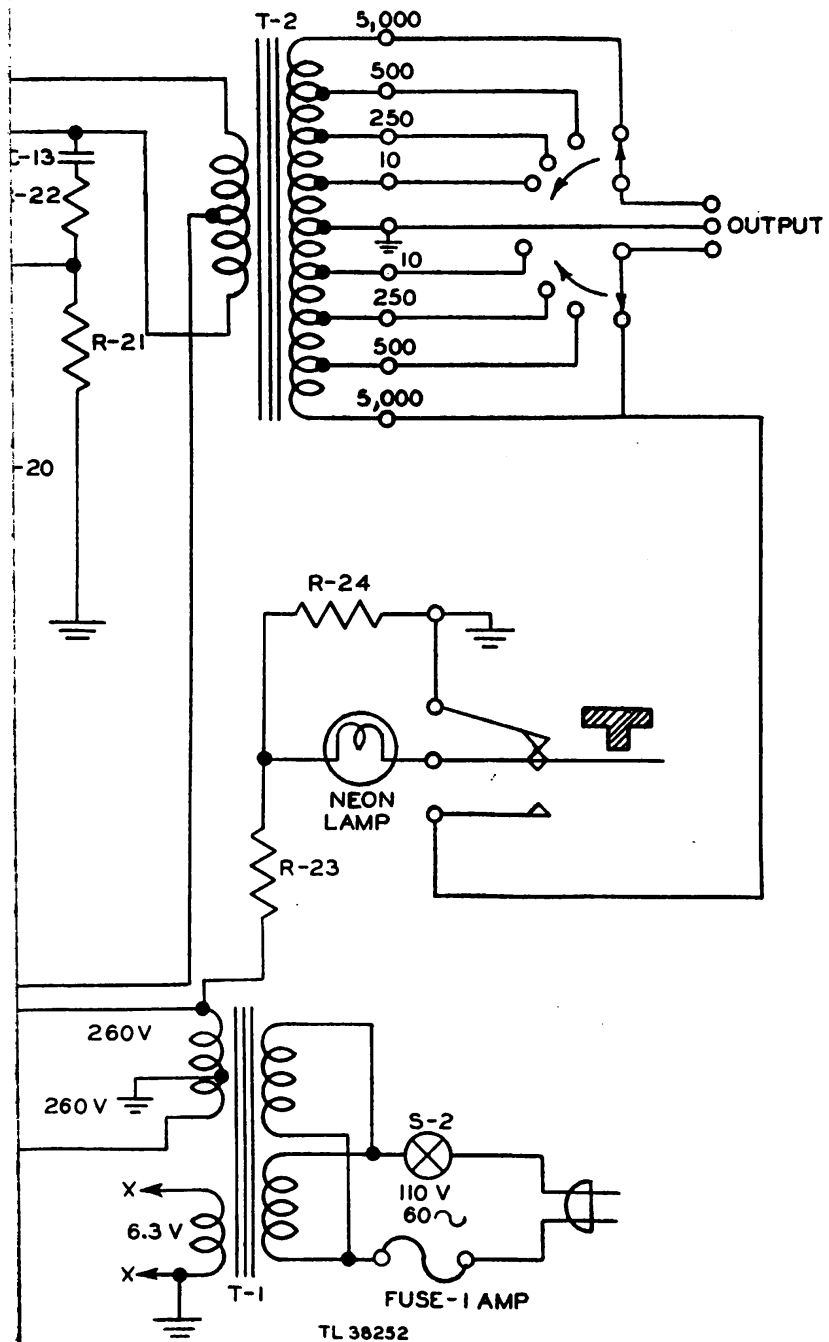 T-2
5,000
500
250
10
OUTPUT
10
250
500
5,000
-13
-22
R-21
-20
R-24
NEON
LAMP
R-23
260V
260 V
6.3 V
X
X
T-1
S-2
110 V
60~
FUSE-1 AMP
TL 38252